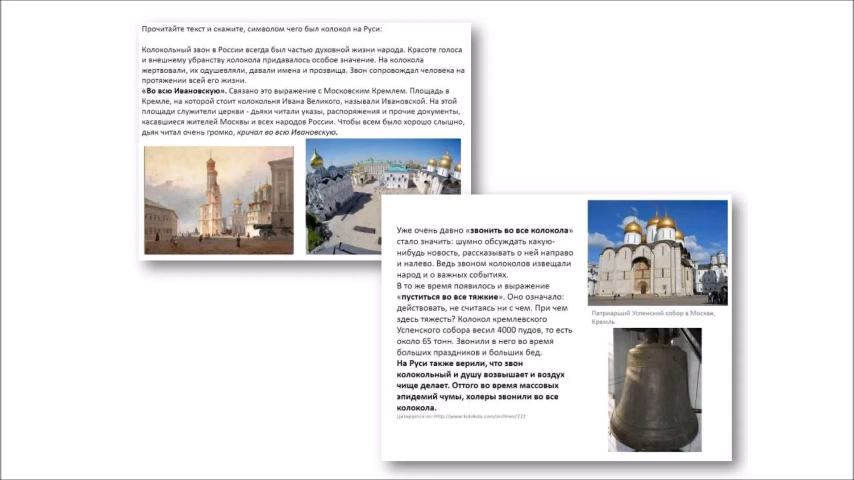 Прочитайте текст и скажите, символом чего был колокол на Руси:
Колокольный звон в России всегда был частью духовной жизни народа. Красоте голоса
и внешнему убранству колокола придавалось особое значение. На колокола
жертвовали, их одушевляли, давали имена и прозвища. Звон сопровождал человека на
протяжении всей его жизни.
«Во всю Ивановскую». Связано это выражение с Московским Кремлем. Площадь в
Кремле, на которой стоит колокольня Ивана Великого, называли Ивановской. На этой
площади служители церкви - дьяки читали указы, распоряжения и прочие документы,
касавшиеся жителей Москвы и всех народов России. Чтобы всем было хорошо слышно,
дьяк читал очень громко, кричал во всю Ивановскую.
Уже очень давно «звонить во все колокола»
стало значить: шумно обсуждать какую-
нибудь новость, рассказывать о ней направо
и налево. Ведь звоном колоколов извещали
народ и о важных событиях.
В то же время появилось и выражение
«пуститься во все тяжкие». Оно означало:
действовать, не считаясь ни с чем. При чем
здесь тяжесть? Колокол кремлевского
Успенского собора весил 4000 пудов, то есть
около 65 тонн. Звонили в него во время
больших праздников и больших бед.
На Руси также верили, что звон
колокольный и душу возвышает и воздух
чище делает. Оттого во время массовых
эпидемий чумы, холеры звонили во все
колокола.
Патриарший Успенский собор в Москве,
Кремль